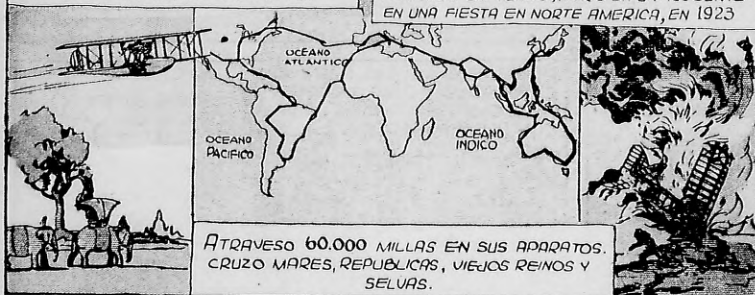 EN UNA FIESTA EN NORTE AMERICA, EN 1923
OCÉANO
ATLANTICO
OCEANO
PACIFICO
OCEANO
INDICO
ATRAVESO 60.000 MILLAS EN SUS APARATOS.
CRUZO MARES, REPUBLICAS, VIEJOS REINOS Y
SELVAS.